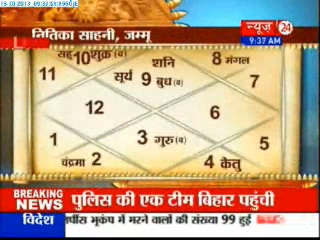 नितिका साहनी, जम्मू
न्यूज़ 24
9:37 AM
10 शुक्र(व) शनि 8 मंगल
11 सूर्य 9 बुध(व) 7
12 6
1 3 गुरु(व) 5
चंद्रमा 2 4 केतु
BREAKING NEWS पुलिस की एक टीम बिहार पहुंची
विदेश भूकंप में मरने वालों की संख्या 99 हुई